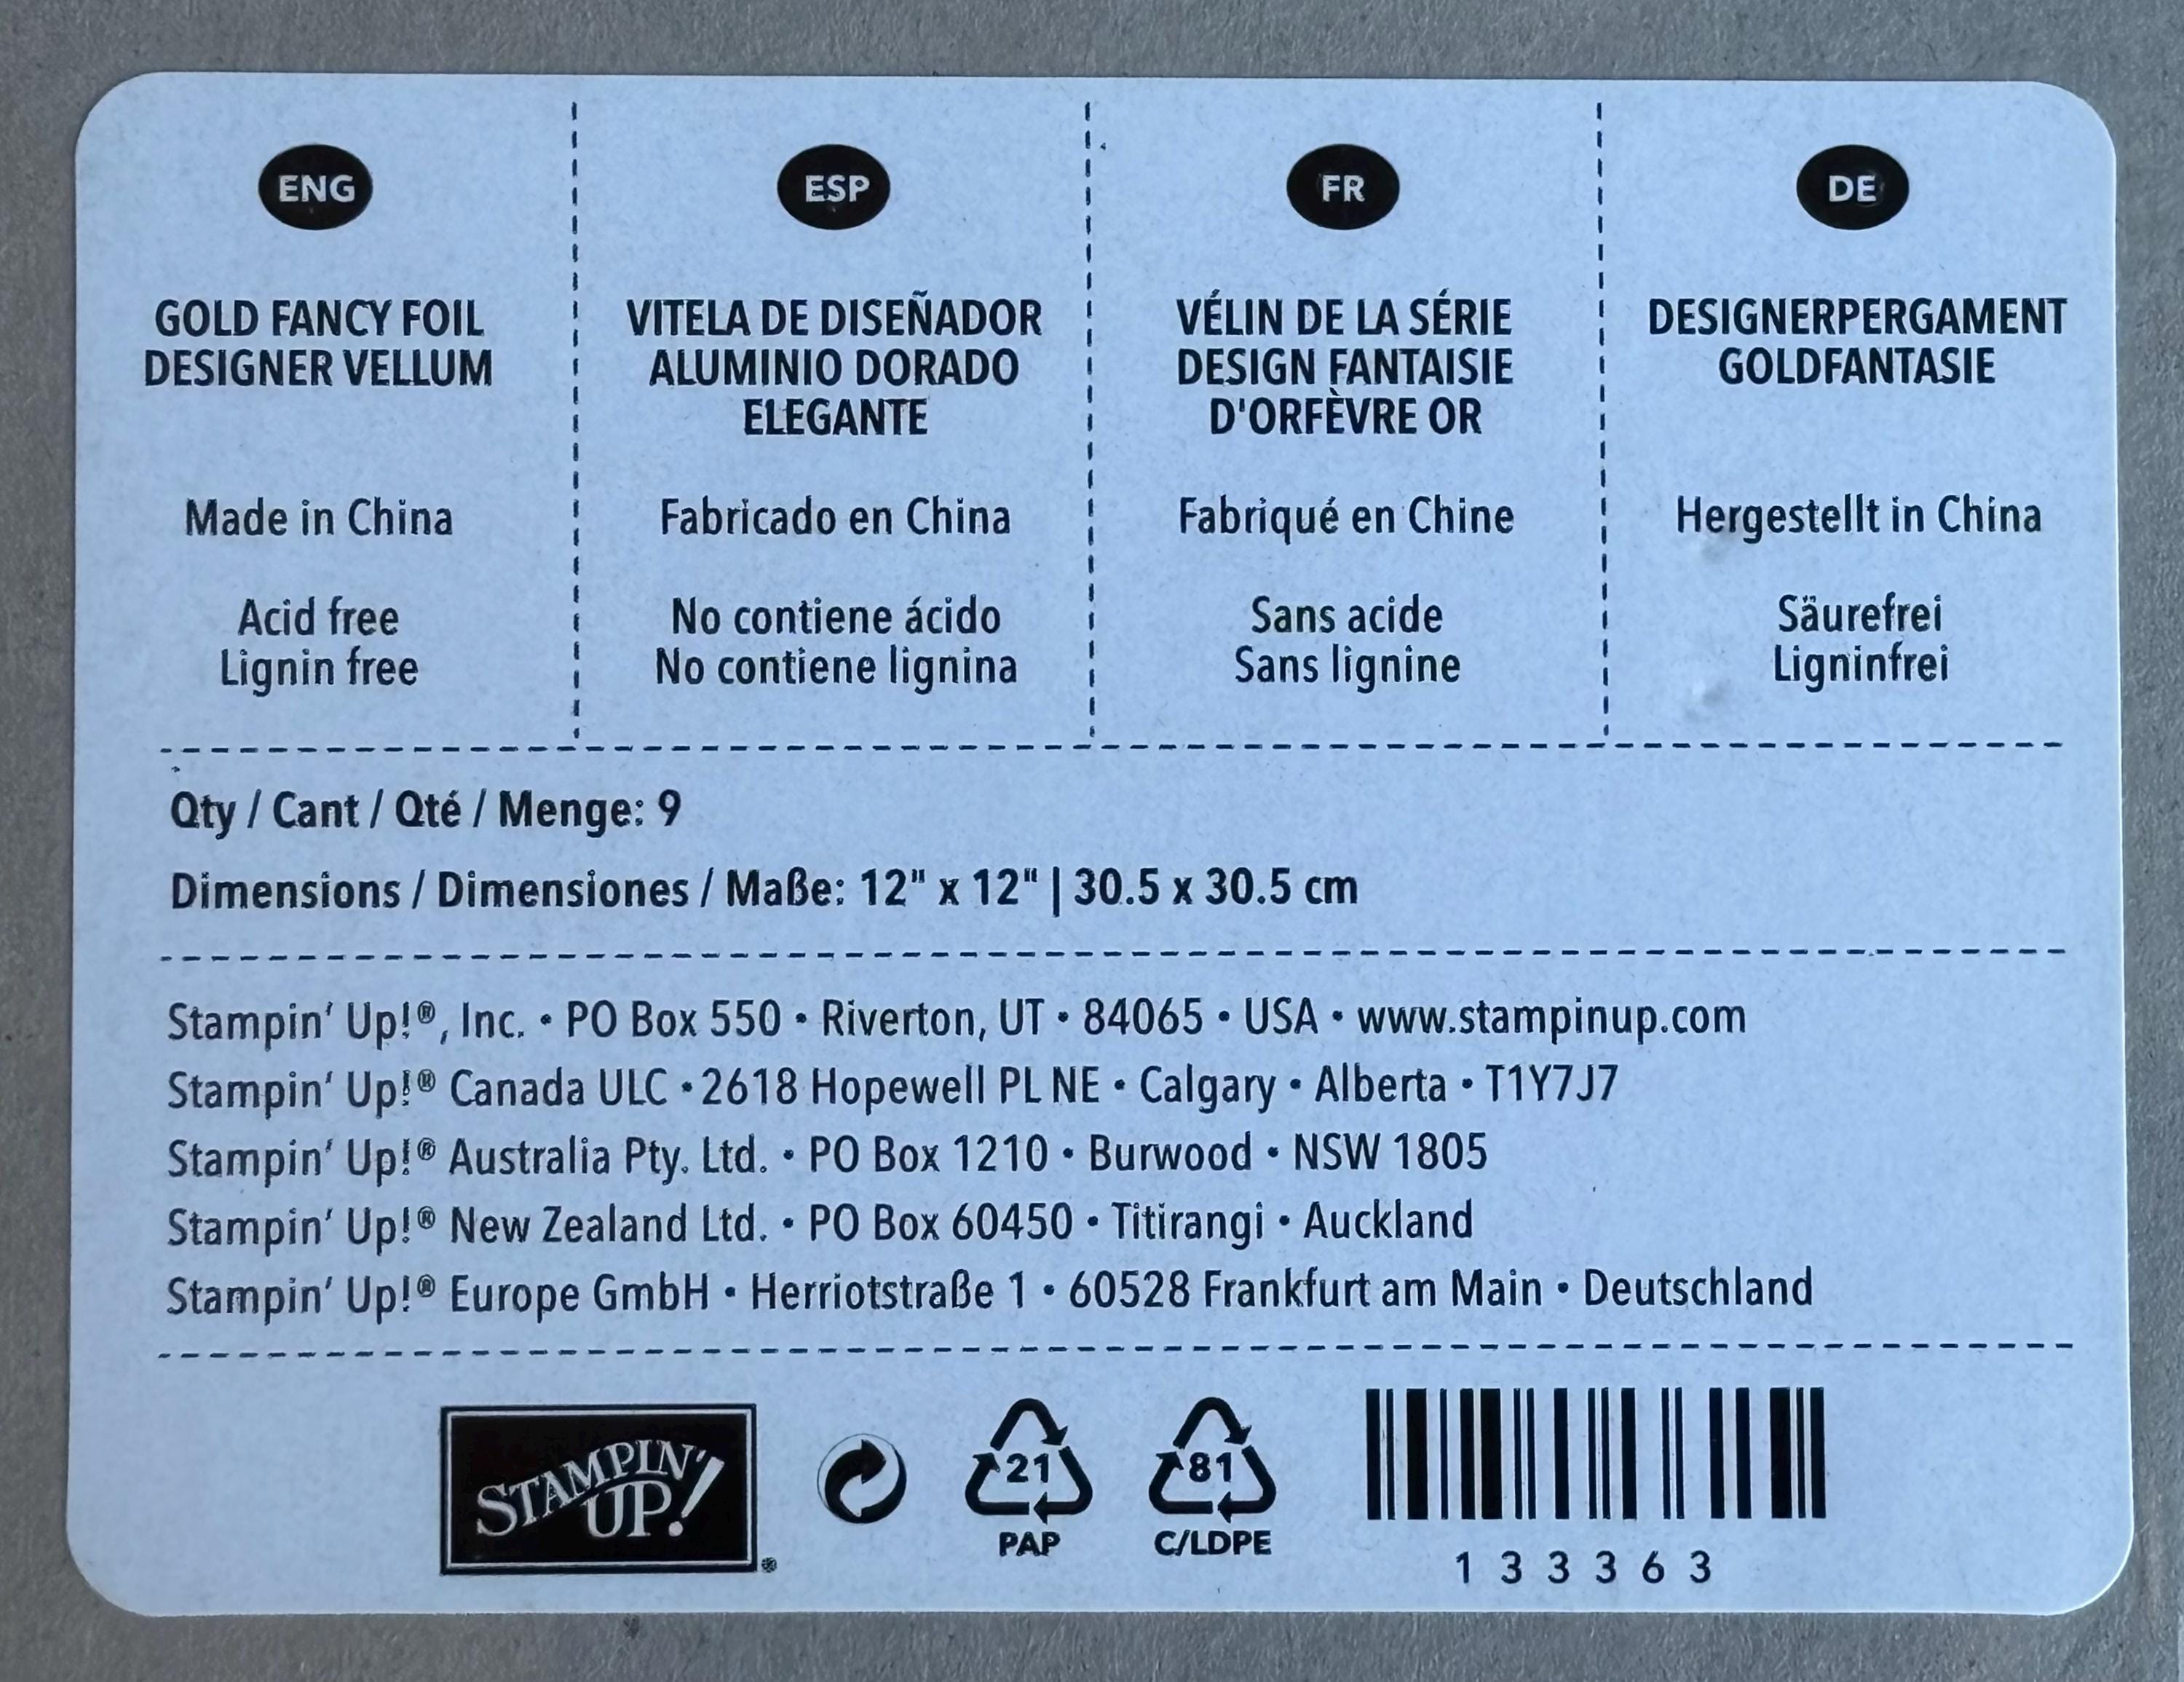 ENG
GOLD FANCY FOIL
DESIGNER VELLUM
Made in China
Acid free
Lignin free
ESP
VITELA DE DISEÑADOR
ALUMINIO DORADO
ELEGANTE
Fabricado en China
No contiene ácido
No contiene lignina
FR
VÉLIN DE LA SÉRIE
DESIGN FANTAISIE
D'ORFÈVRE OR
Fabriqué en Chine
Sans acide
Sans lignine
DE
DESIGNERPERGAMENT
GOLDFANTASIE
Hergestellt in China
Säurefrei
Ligninfrei
Qty / Cant / Qté / Menge: 9
Dimensions / Dimensiones / Maße: 12" x 12" | 30.5 x 30.5 cm
Stampin' Up!®, Inc. • PO Box 550 • Riverton, UT • 84065 • USA • www.stampinup.com
Stampin' Up!® Canada ULC • 2618 Hopewell PL NE • Calgary • Alberta • T1Y7J7
Stampin' Up!® Australia Pty. Ltd. • PO Box 1210 • Burwood • NSW 1805
Stampin' Up!® New Zealand Ltd. • PO Box 60450 • Titirangi • Auckland
Stampin' Up!® Europe GmbH • Herriotstraße 1 • 60528 Frankfurt am Main • Deutschland
STAMPIN'
UP!
®
21
PAP
81
C/LDPE
133363